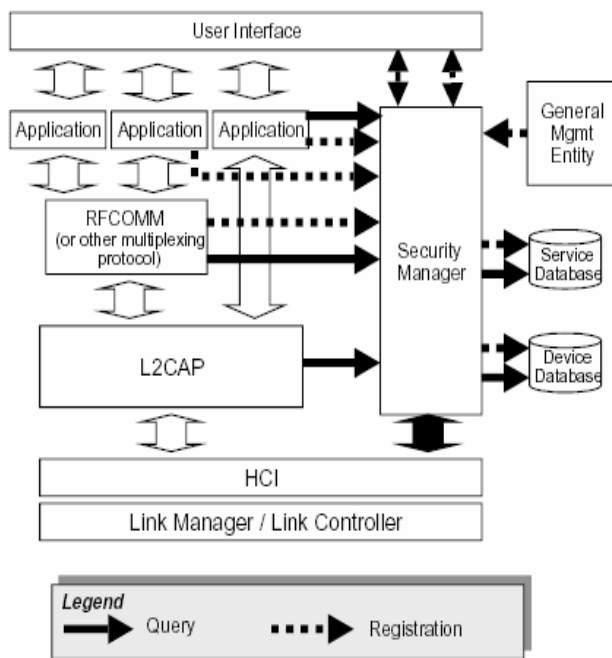 User Interface
Application
Application
Application
General
Mgmt
Entity
RFCOMM
(or other multiplexing
protocol)
Security
Manager
Service
Database
L2CAP
Device
Database
HCI
Link Manager / Link Controller
Legend
Query
Registration